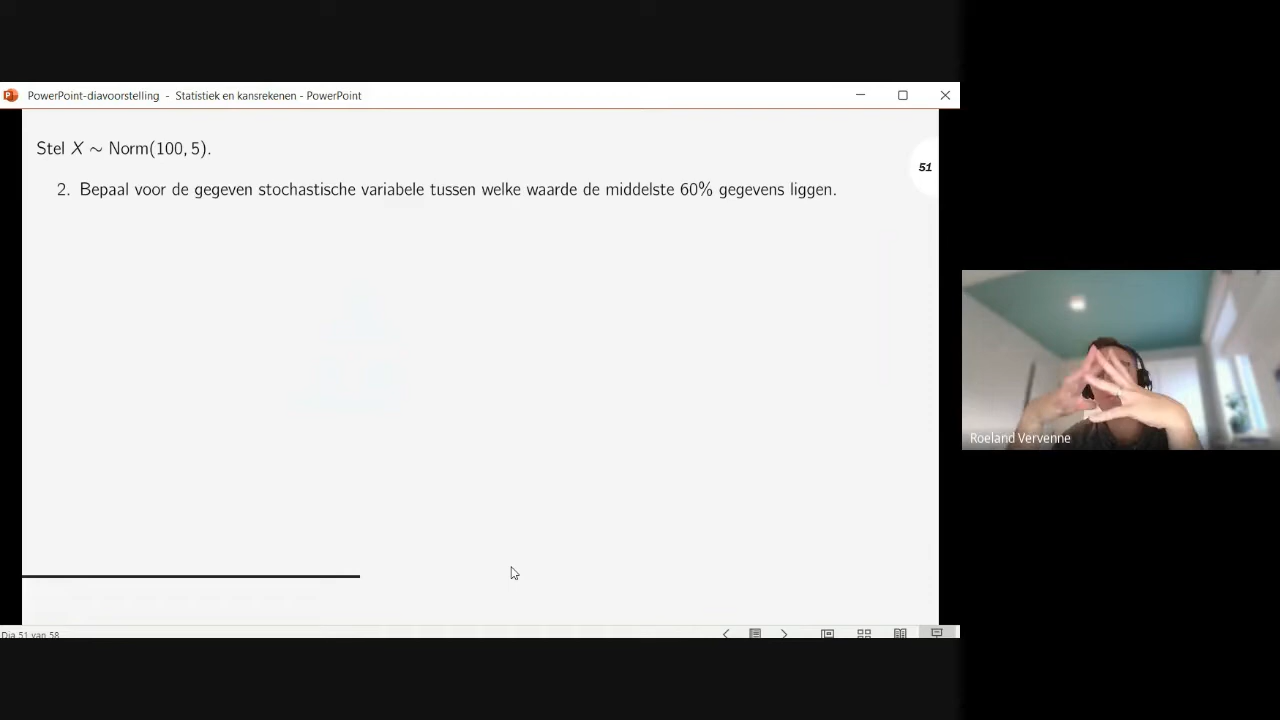 PowerPoint-diavoorstelling - Statistiek en kansrekenen - PowerPoint
Stel X ∼ Norm(100, 5).
51
2. Bepaal voor de gegeven stochastische variabele tussen welke waarde de middelste 60% gegevens liggen.
Roeland Vervenne
Dia 51 van 58